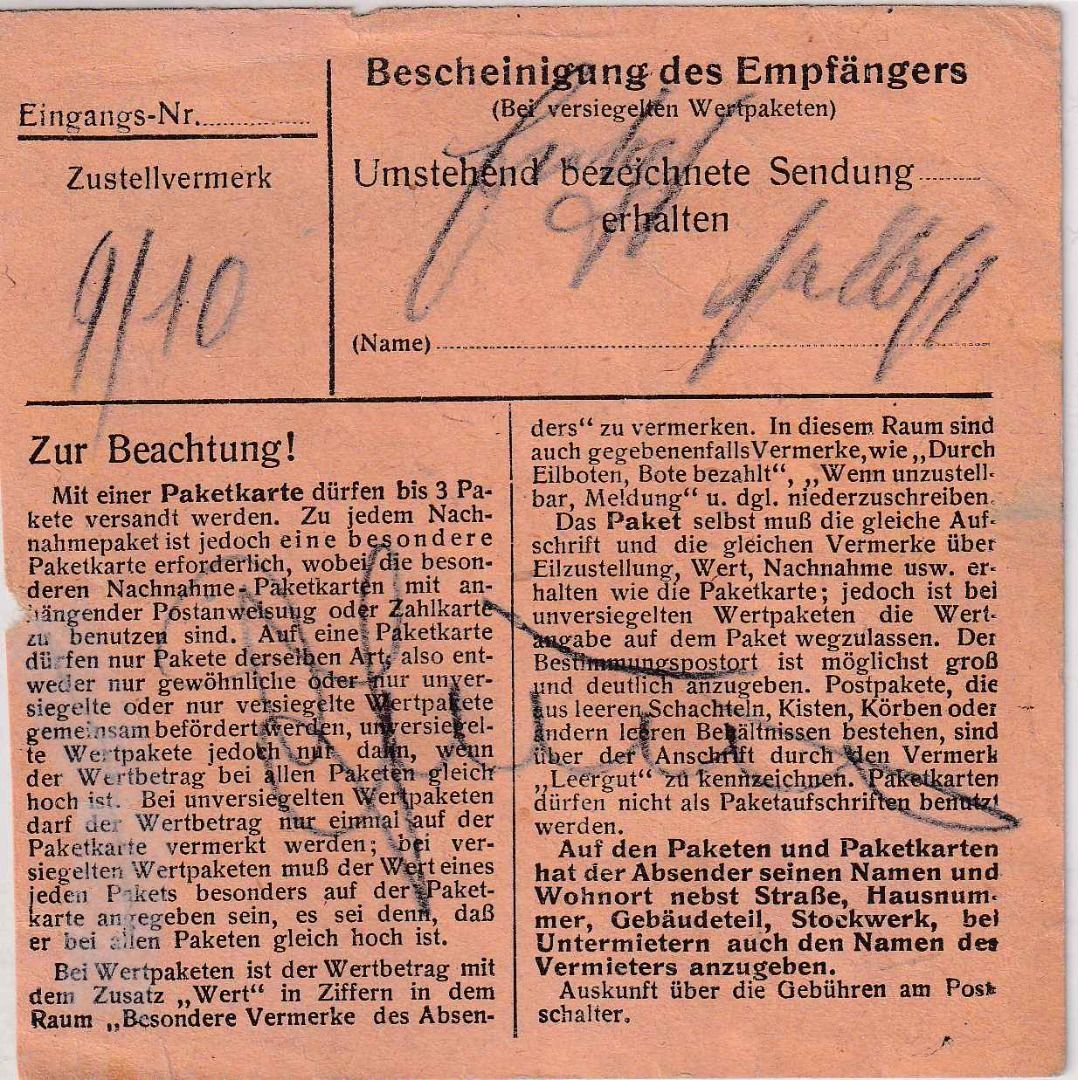 Eingangs-Nr.
Zustellvermerk
9/10
Bescheinigung des Empfängers
(Bei versiegelten Wertpaketen)
Umstehend bezeichnete Sendung
erhalten
(Name)
Zur Beachtung!
Mit einer Paketkarte dürfen bis 3 Pa-
kete versandt werden. Zu jedem Nach-
nahmepaket ist jedoch eine besondere
Paketkarte erforderlich, wobei die beson-
deren Nachnahme-Paketkarten mit an-
hängender Postanweisung oder Zahlkarte
zu benutzen sind. Auf eine Paketkarte
dürfen nur Pakete derselben Art, also ent-
weder nur gewöhnliche oder nur unver-
siegelte oder nur versiegelte Wertpakete
gemeinsam befördert werden, unversiegel-
te Wertpakete jedoch nur dann, wenn
der Wertbetrag bei allen Paketen gleich
hoch ist. Bei unversiegelten Wertpaketen
darf der Wertbetrag nur einmal auf der
Paketkarte vermerkt werden; bei ver-
siegelten Wertpaketen muß der Wert eines
jeden Pakets besonders auf der Paket-
karte angegeben sein, es sei denn, daß
er bei allen Paketen gleich hoch ist.
Bei Wertpaketen ist der Wertbetrag mit
dem Zusatz „Wert“ in Ziffern in dem
Raum „Besondere Vermerke des Absen-
ders“ zu vermerken. In diesem Raum sind
auch gegebenenfalls Vermerke, wie „Durch
Eilboten, Bote bezahlt“, „Wenn unzustell-
bar, Meldung“ u. dgl. niederzuschreiben.
Das Paket selbst muß die gleiche Auf-
schrift und die gleichen Vermerke über
Eilzustellung, Wert, Nachnahme usw. er-
halten wie die Paketkarte; jedoch ist bei
unversiegelten Wertpaketen die Wert-
angabe auf dem Paket wegzulassen. Der
Bestimmungspostort ist möglichst groß
und deutlich anzugeben. Postpakete, die
aus leeren Schachteln, Kisten, Körben oder
andern leeren Behältnissen bestehen, sind
über der Anschrift durch den Vermerk
„Leergut“ zu kennzeichnen. Paketkarten
dürfen nicht als Paketaufschriften benutzt
werden.
Auf den Paketen und Paketkarten
hat der Absender seinen Namen und
Wohnort nebst Straße, Hausnum-
mer, Gebäudeteil, Stockwerk, bei
Untermietern auch den Namen des
Vermieters anzugeben.
Auskunft über die Gebühren am Post-
schalter.